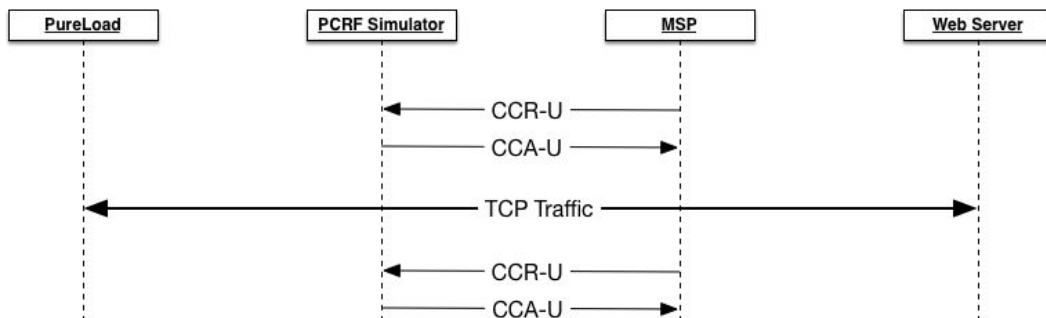 PureLoad
PCRF Simulator
MSP
Web Server
CCR-U
CCA-U
TCP Traffic
CCR-U
CCA-U